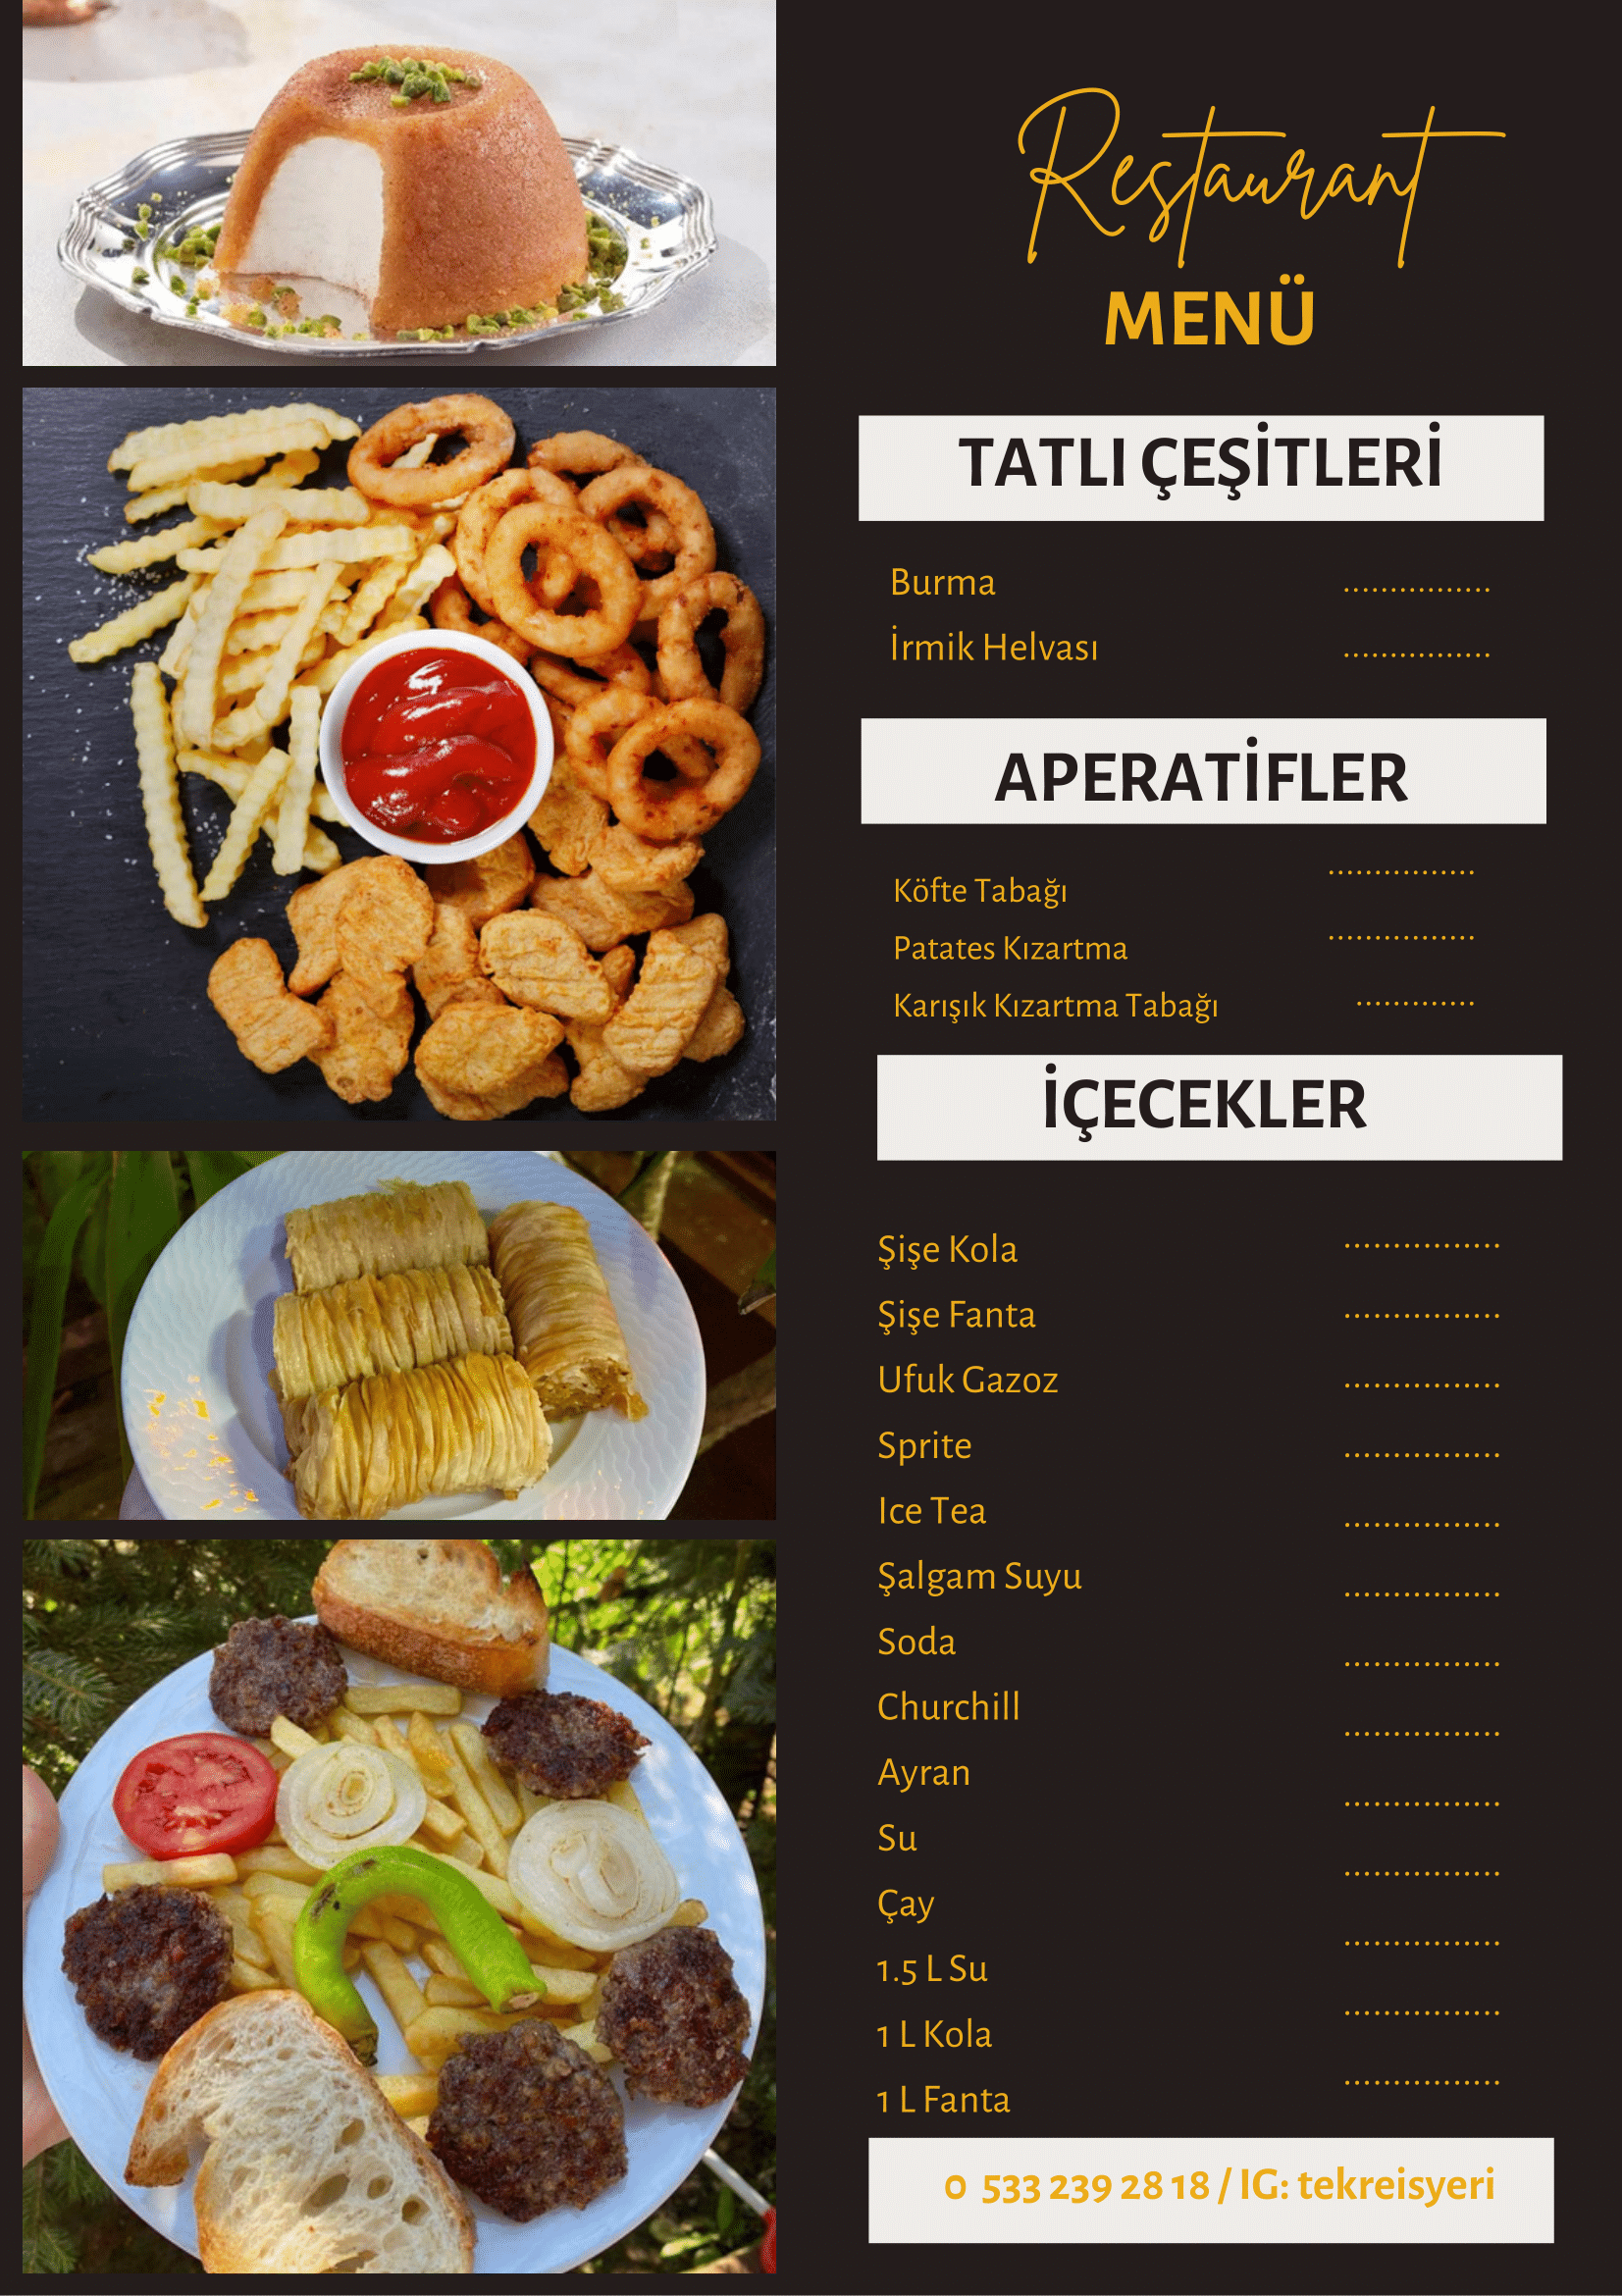 Restaurant
MENÜ
TATLI ÇEŞİTLERİ
Burma ................
İrmik Helvası ................
APERATİFLER
Köfte Tabağı ................
Patates Kızartma ................
Karışık Kızartma Tabağı .............
İÇECEKLER
Şişe Kola ................
Şişe Fanta ................
Ufuk Gazoz ................
Sprite ................
Ice Tea ................
Şalgam Suyu ................
Soda ................
Churchill ................
Ayran ................
Su ................
Çay ................
1.5 L Su ................
1 L Kola ................
1 L Fanta
0 533 239 28 18 / IG: tekreisyeri